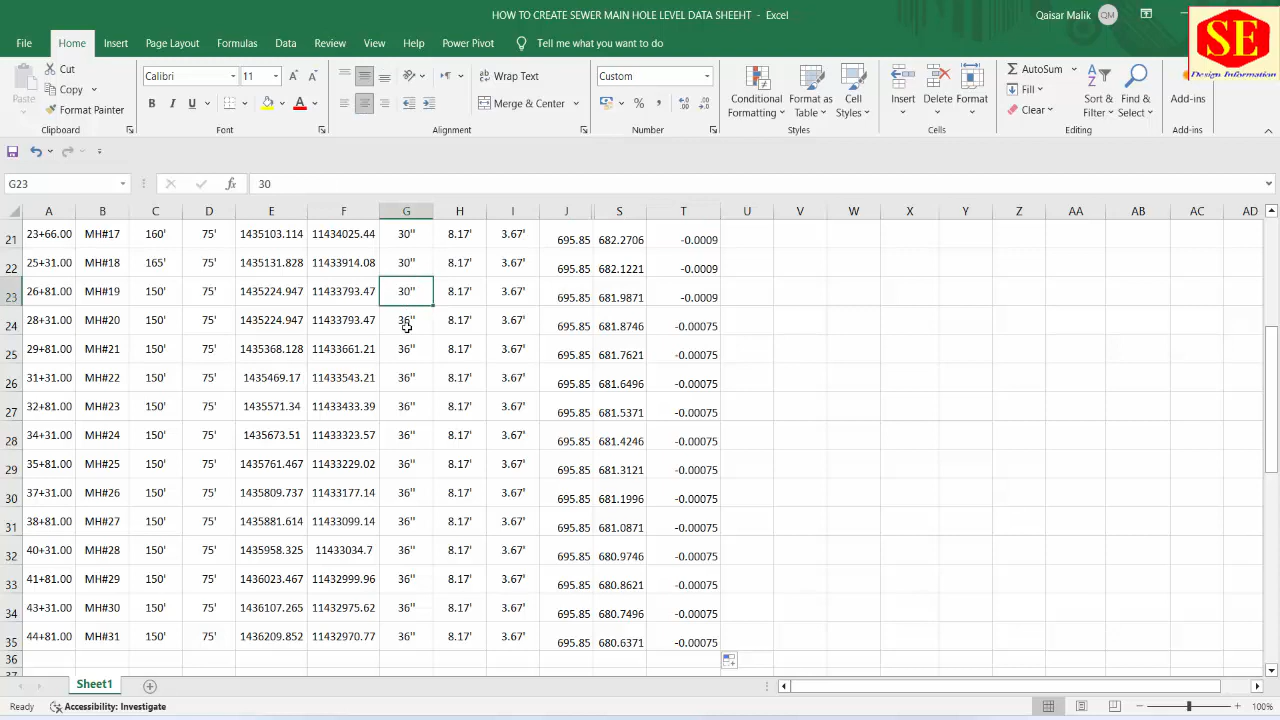 HOW TO CREATE SEWER MAIN HOLE LEVEL DATA SHEEHT - Excel
Qaisar Malik QM
SE
Design Information
File Home Insert Page Layout Formulas Data Review View Help Power Pivot Tell me what you want to do
Paste
Cut
Copy
Format Painter
Clipboard
Calibri 11
B I U
Font
Wrap Text
Merge & Center
Alignment
Custom
Number
Conditional Formatting
Format as Table
Cell Styles
Styles
Insert Delete Format
Cells
AutoSum
Fill
Clear
Sort & Filter
Find & Select
Editing
Add-ins
Add-ins
G23 fx 30
A B C D E F G H I J S T U V W X Y Z AA AB AC AD
21 23+66.00 MH#17 160' 75' 1435103.114 11434025.44 30" 8.17' 3.67' 695.85 682.2706 -0.0009
22 25+31.00 MH#18 165' 75' 1435131.828 11433914.08 30" 8.17' 3.67' 695.85 682.1221 -0.0009
23 26+81.00 MH#19 150' 75' 1435224.947 11433793.47 30" 8.17' 3.67' 695.85 681.9871 -0.0009
24 28+31.00 MH#20 150' 75' 1435224.947 11433793.47 36" 8.17' 3.67' 695.85 681.8746 -0.00075
25 29+81.00 MH#21 150' 75' 1435368.128 11433661.21 36" 8.17' 3.67' 695.85 681.7621 -0.00075
26 31+31.00 MH#22 150' 75' 1435469.17 11433543.21 36" 8.17' 3.67' 695.85 681.6496 -0.00075
27 32+81.00 MH#23 150' 75' 1435571.34 11433433.39 36" 8.17' 3.67' 695.85 681.5371 -0.00075
28 34+31.00 MH#24 150' 75' 1435673.51 11433323.57 36" 8.17' 3.67' 695.85 681.4246 -0.00075
29 35+81.00 MH#25 150' 75' 1435761.467 11433229.02 36" 8.17' 3.67' 695.85 681.3121 -0.00075
30 37+31.00 MH#26 150' 75' 1435809.737 11433177.14 36" 8.17' 3.67' 695.85 681.1996 -0.00075
31 38+81.00 MH#27 150' 75' 1435881.614 11433099.14 36" 8.17' 3.67' 695.85 681.0871 -0.00075
32 40+31.00 MH#28 150' 75' 1435958.325 11433034.7 36" 8.17' 3.67' 695.85 680.9746 -0.00075
33 41+81.00 MH#29 150' 75' 1436023.467 11432999.96 36" 8.17' 3.67' 695.85 680.8621 -0.00075
34 43+31.00 MH#30 150' 75' 1436107.265 11432975.62 36" 8.17' 3.67' 695.85 680.7496 -0.00075
35 44+81.00 MH#31 150' 75' 1436209.852 11432970.77 36" 8.17' 3.67' 695.85 680.6371 -0.00075
36
Sheet1
Ready Accessibility: Investigate 100%